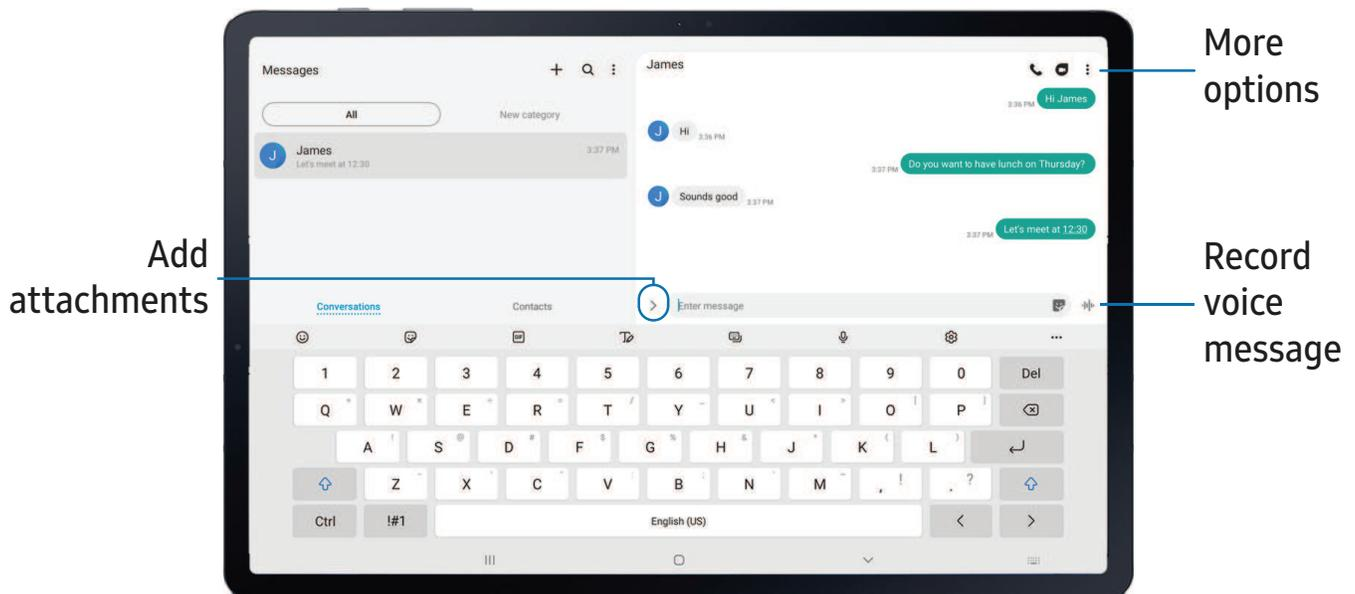 More
options
Add
attachments
Record
voice
message
Messages
All
New category
James
3:37 PM
Let's meet at 12:30
Conversations
Contacts
James
3:36 PM Hi James
J Hi 3:36 PM
3:37 PM Do you want to have lunch on Thursday?
J Sounds good 3:37 PM
3:37 PM Let's meet at 12:30
Enter message
GIF
1 2 3 4 5 6 7 8 9 0 Del
Q W E R T Y U I O P
A S D F G H J K L
Z X C V B N M , ! . ?
Ctrl !#1 English (US) < >